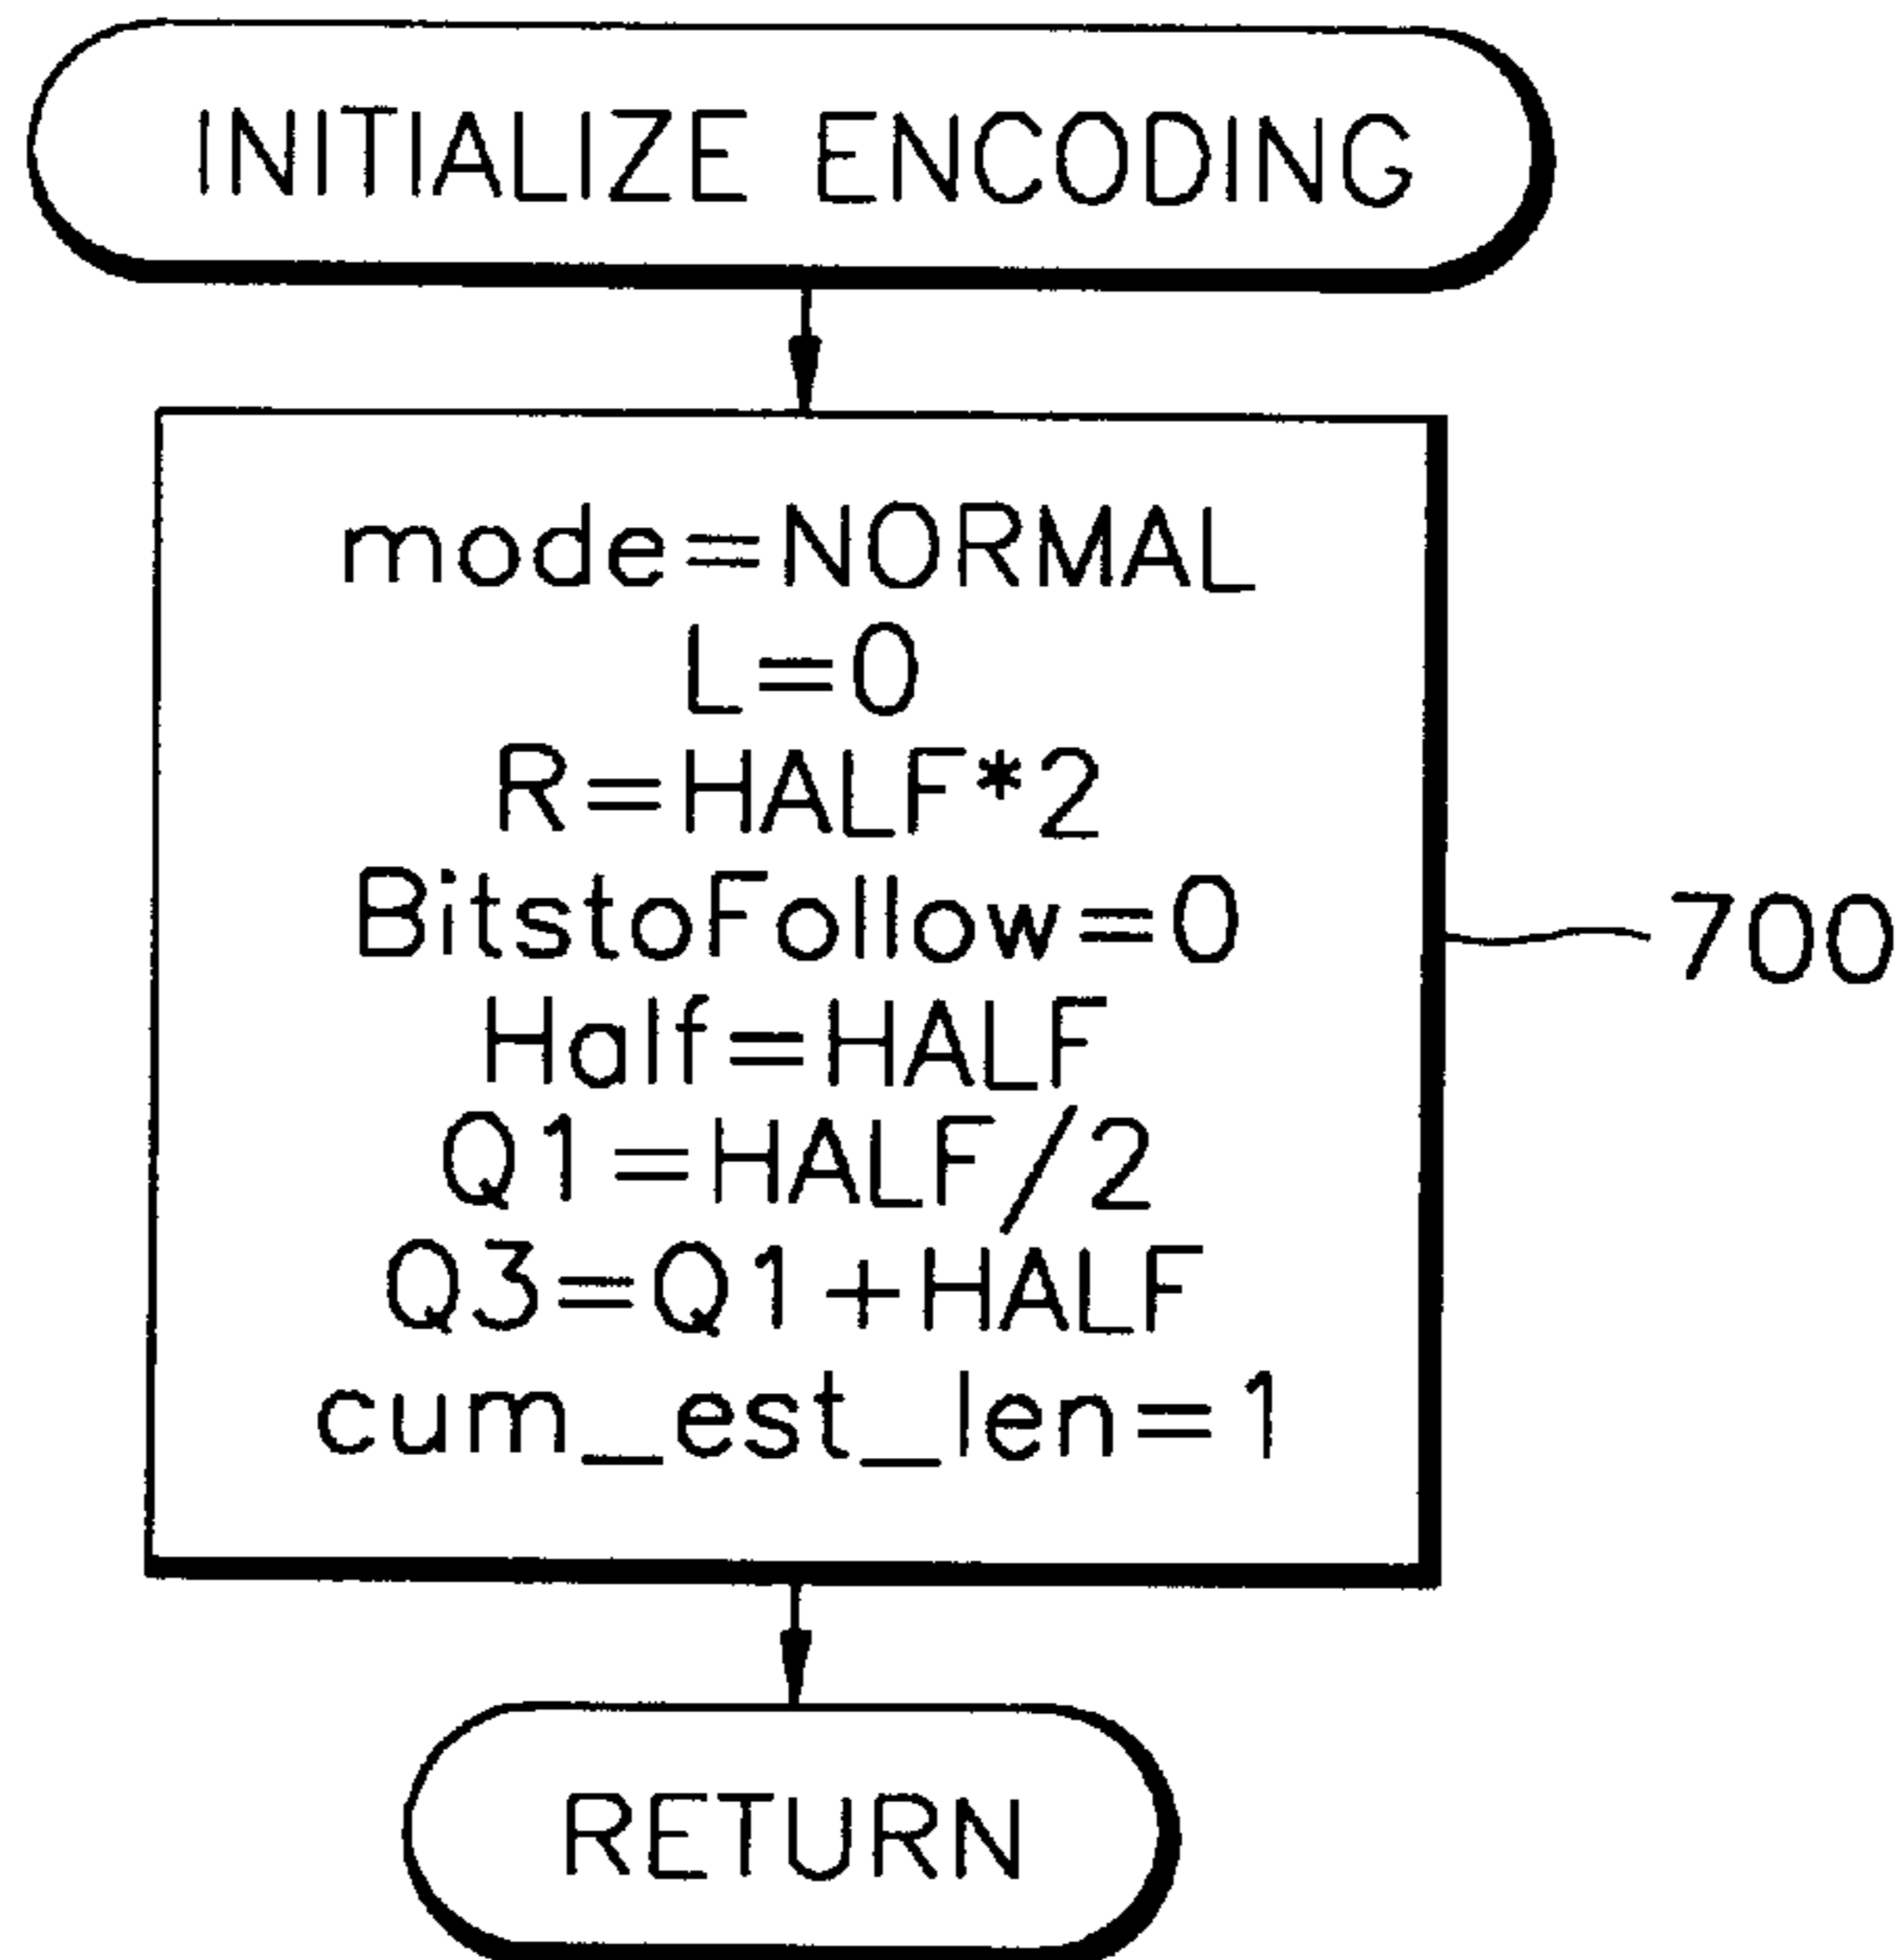 INITIALIZE ENCODING
mode=NORMAL
L=0
R=HALF*2
BitstoFollow=0
Half=HALF
Q1=HALF/2
Q3=Q1+HALF
cum_est_len=1
700
RETURN